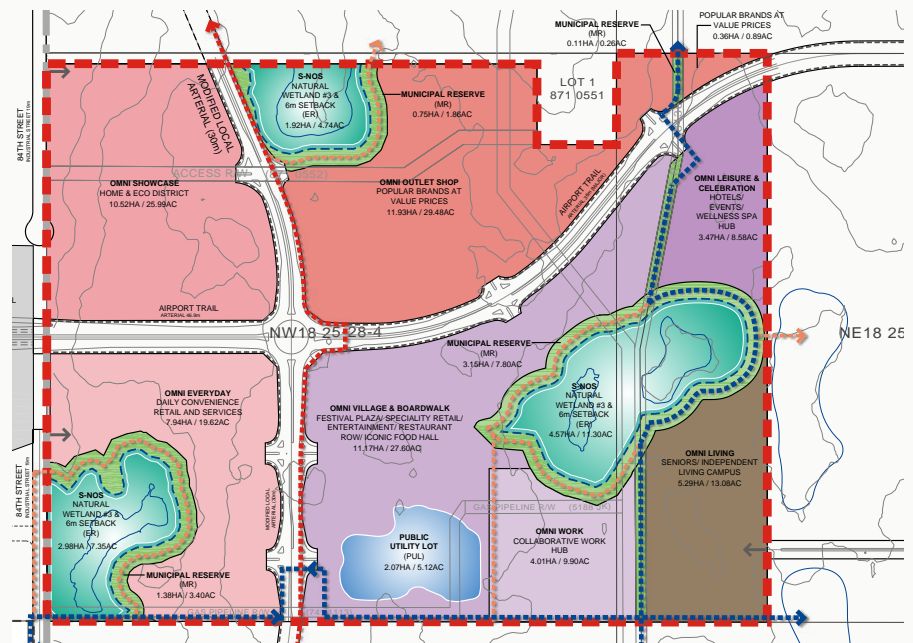 MUNICIPAL RESERVE
(MR)
0.11HA / 0.26AC
POPULAR BRANDS AT
VALUE PRICES
0.36HA / 0.89AC
84TH STREET
MODIFIED LOCAL
ARTERIAL (30m)
S-NOS
NATURAL
WETLAND #3 &
6m SETBACK
(ER)
1.92HA / 4.74AC
MUNICIPAL RESERVE
(MR)
0.75HA / 1.86AC
LOT 1
871 0551
ACCESS R/W
OMNI SHOWCASE
HOME & ECO DISTRICT
10.52HA / 25.99AC
OMNI OUTLET SHOP
POPULAR BRANDS AT
VALUE PRICES
11.93HA / 29.48AC
AIRPORT TRAIL
OMNI LEISURE &
CELEBRATION
HOTELS/
EVENTS/
WELLNESS SPA
HUB
3.47HA / 8.58AC
AIRPORT TRAIL
NW18 25-28-4
NE18 25
MUNICIPAL RESERVE
(MR)
3.15HA / 7.80AC
OMNI EVERYDAY
DAILY CONVENIENCE
RETAIL AND SERVICES
7.94HA / 19.62AC
OMNI VILLAGE & BOARDWALK
FESTIVAL PLAZA/ SPECIALITY RETAIL/
ENTERTAINMENT/ RESTAURANT
ROW/ ICONIC FOOD HALL
11.17HA / 27.60AC
S-NOS
NATURAL
WETLAND #3 &
6m SETBACK
(ER)
4.57HA / 11.30AC
OMNI LIVING
SENIORS/ INDEPENDENT
LIVING CAMPUS
5.29HA / 13.08AC
84TH STREET
S-NOS
NATURAL
WETLAND #3 &
6m SETBACK
(ER)
2.98HA / 7.35AC
MODIFIED LOCAL
ARTERIAL (30m)
GAS PIPELINE R/W
PUBLIC
UTILITY LOT
(PUL)
2.07HA / 5.12AC
OMNI WORK
COLLABORATIVE WORK
HUB
4.01HA / 9.90AC
MUNICIPAL RESERVE
(MR)
1.38HA / 3.40AC
GAS PIPELINE R/W